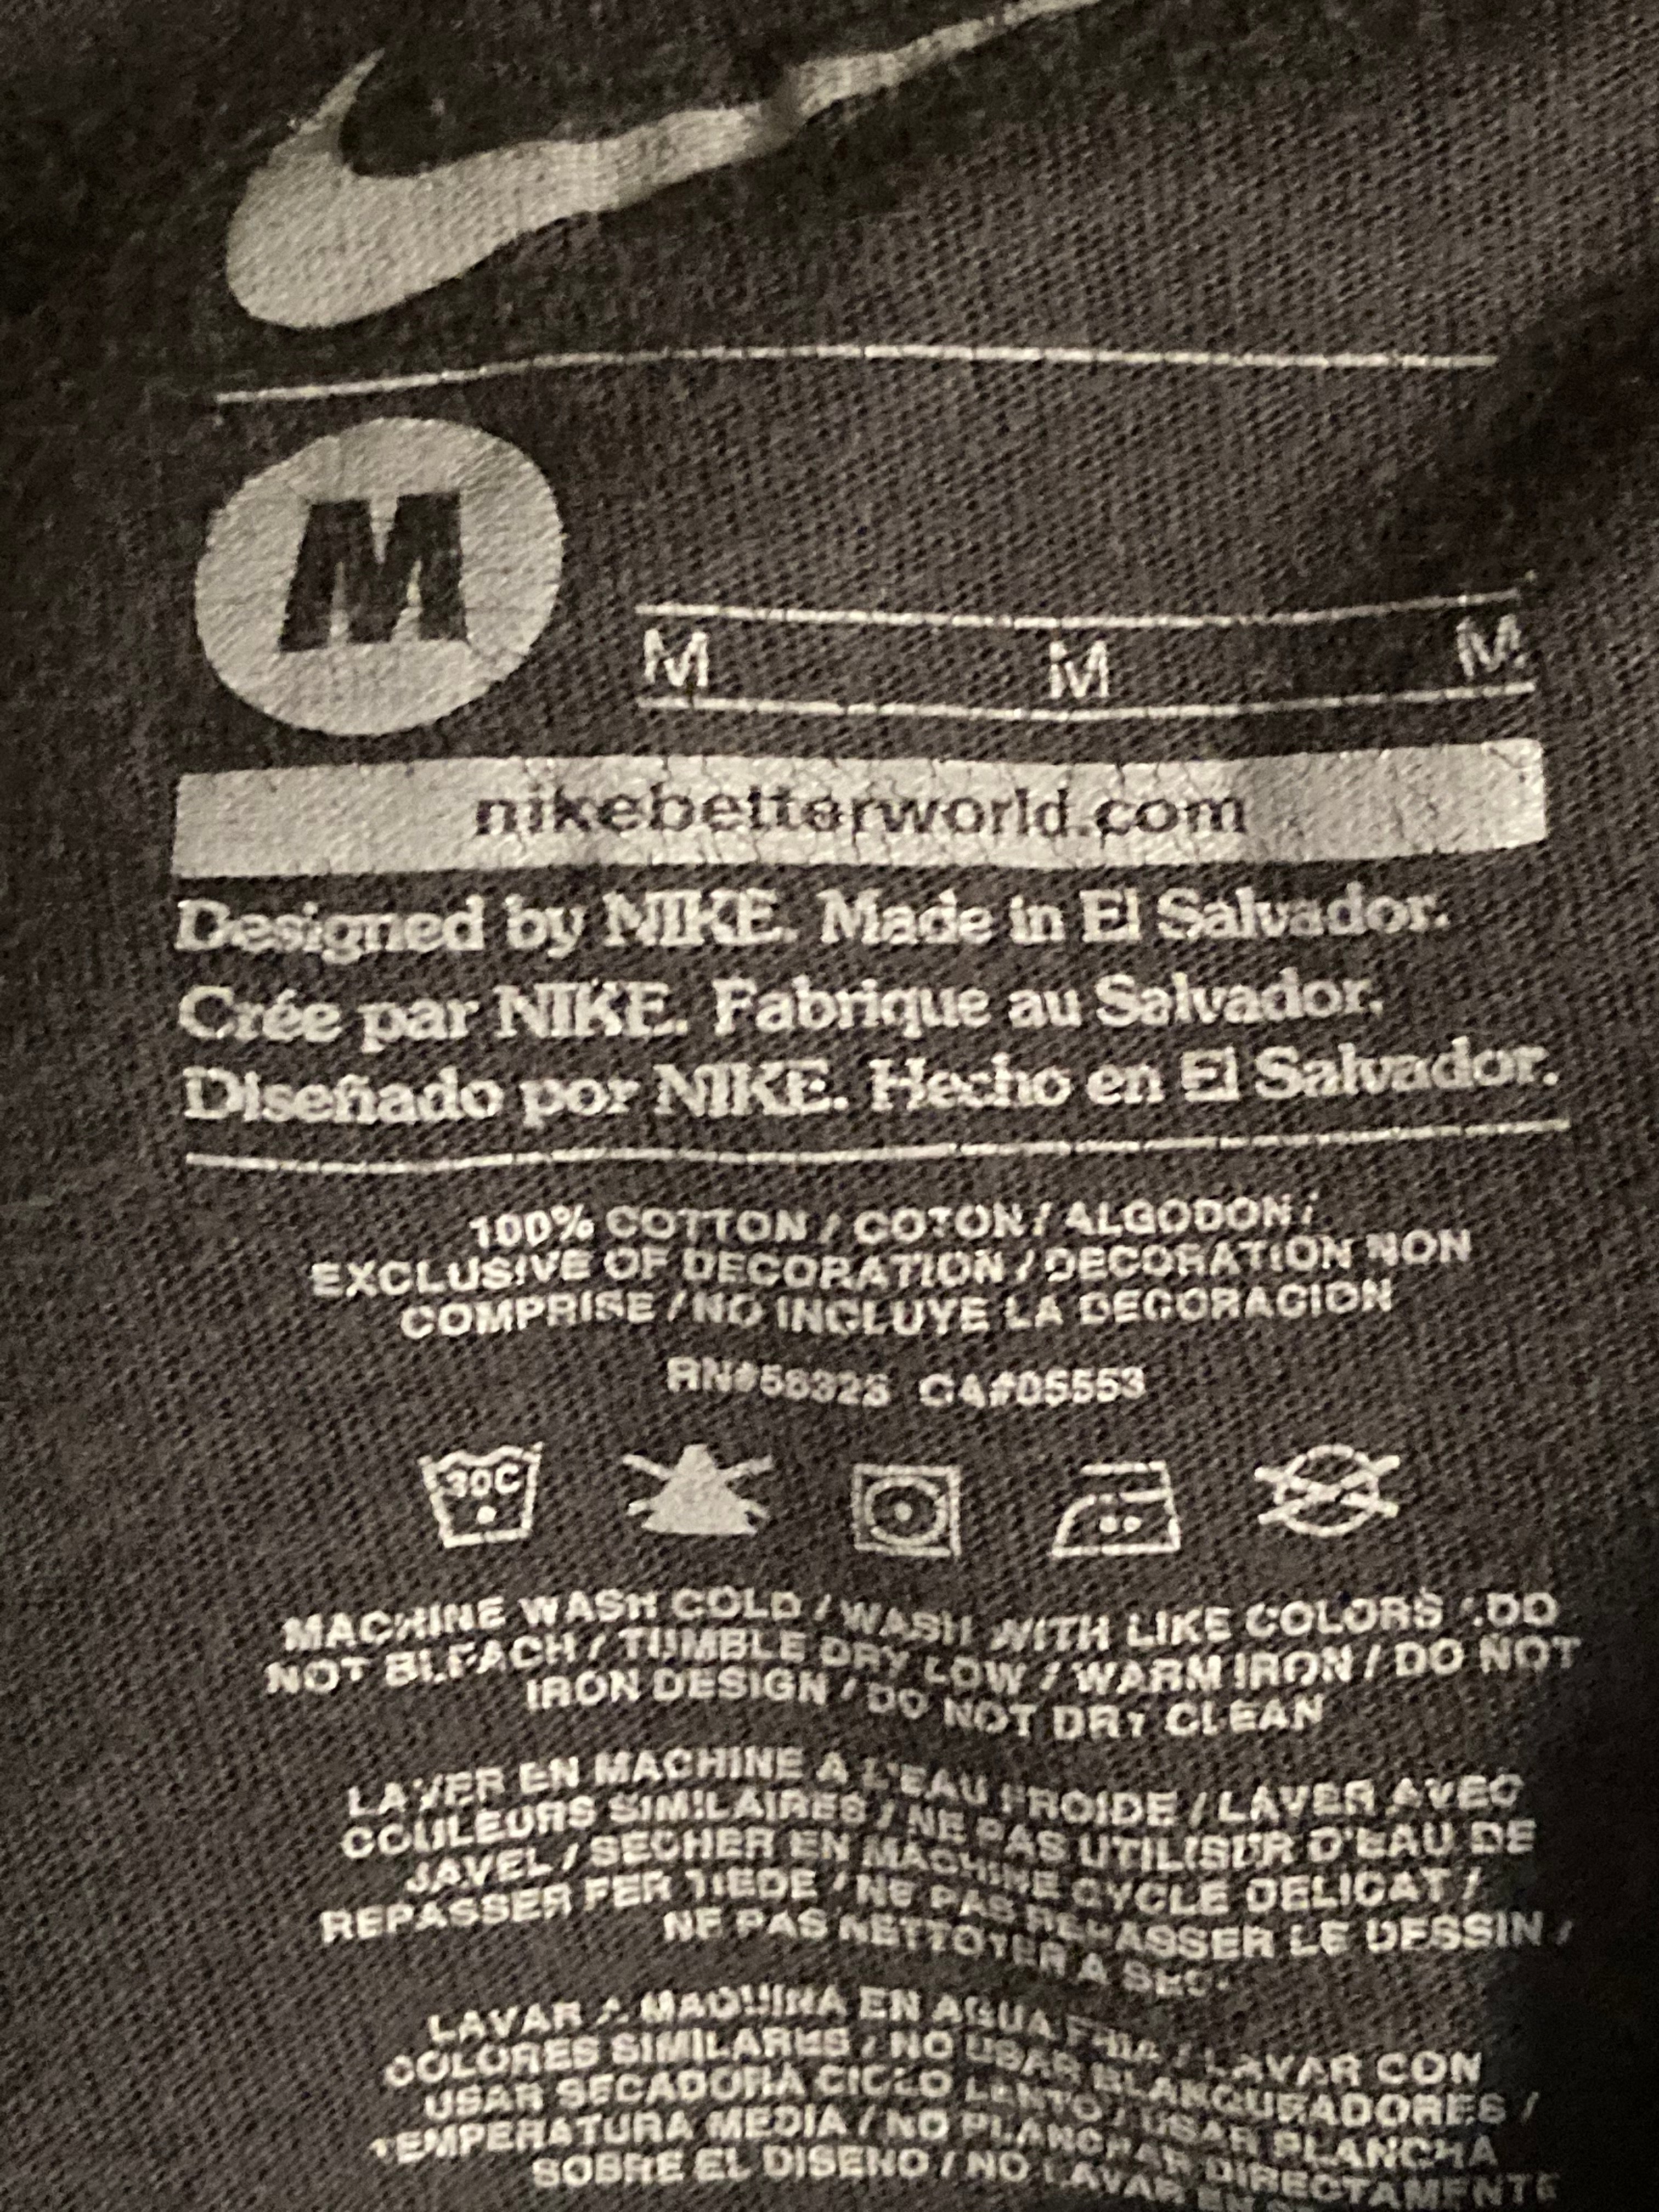 M
M M M
nikebetterworld.com
Designed by NIKE. Made in El Salvador.
Crée par NIKE. Fabrique au Salvador.
Diseñado por NIKE. Hecho en El Salvador.
100% COTTON / COTON / ALGODON /
EXCLUSIVE OF DECORATION / DECORATION NON
COMPRISE / NO INCLUYE LA DECORACION
RN#56323 CA#05553
30C
MACHINE WASH COLD / WASH WITH LIKE COLORS / DO
NOT BLEACH / TUMBLE DRY LOW / WARM IRON / DO NOT
IRON DESIGN / DO NOT DRY CLEAN
LAVER EN MACHINE A L'EAU FROIDE / LAVER AVEC
COULEURS SIMILAIRES / NE PAS UTILISER D'EAU DE
JAVEL / SECHER EN MACHINE CYCLE DELICAT /
REPASSER FER TIEDE / NE PAS REPASSER LE DESSIN /
NE PAS NETTOYER A SEC
LAVAR A MAQUINA EN AGUA FRIA / LAVAR CON
COLORES SIMILARES / NO USAR BLANQUEADORES /
USAR SECADORA CICLO LENTO / USAR PLANCHA
TEMPERATURA MEDIA / NO PLANCHAR DIRECTAMENTE
SOBRE EL DISENO / NO LAVAR EN